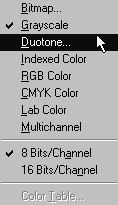 Bitmap...
Grayscale
Duotone...
Indexed Color
RGB Color
CMYK Color
Lab Color
Multichannel
8 Bits/Channel
16 Bits/Channel
Color Table...